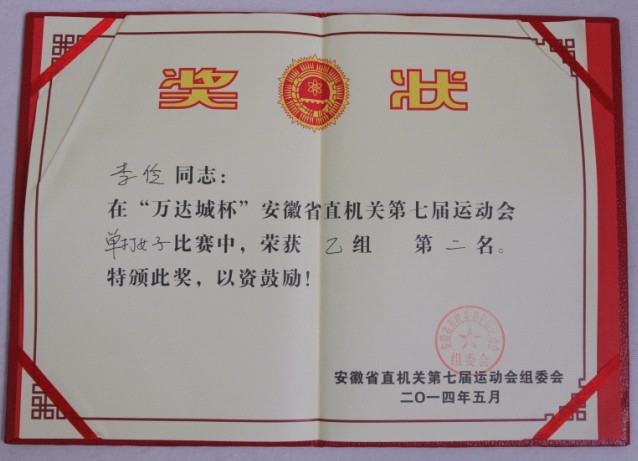 奖 状
李俭同志：
在“万达城杯”安徽省直机关第七届运动会
单打女子比赛中，荣获 乙组 第二名。
特颁此奖，以资鼓励！
组委会
安徽省直机关第七届运动会组委会
二〇一四年五月